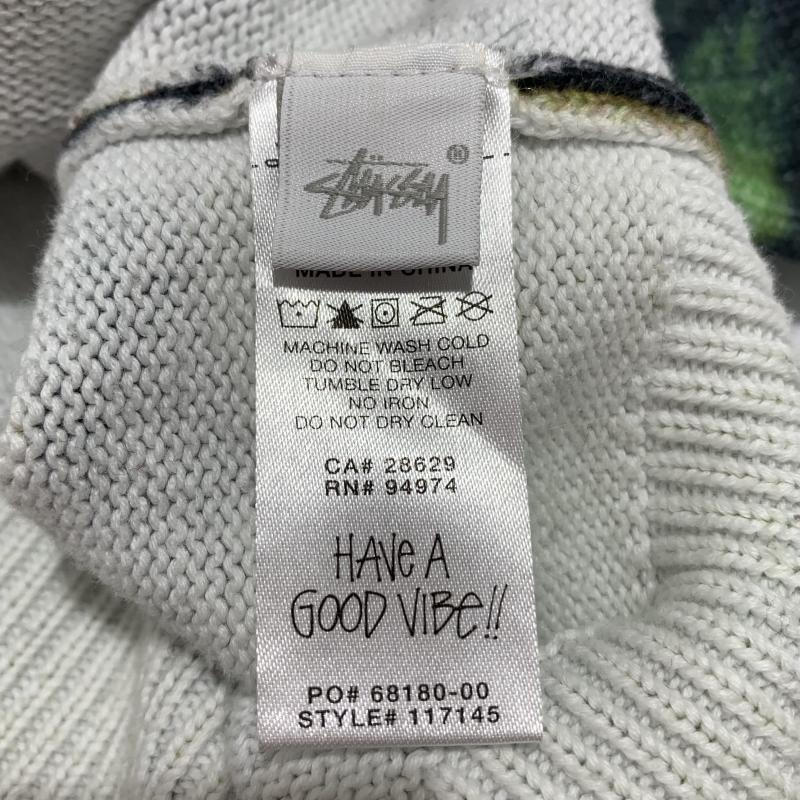 STÜSSY
®
MADE IN CHINA
MACHINE WASH COLD
DO NOT BLEACH
TUMBLE DRY LOW
NO IRON
DO NOT DRY CLEAN
CA# 28629
RN# 94974
HAVE A
GOOD VIBE!!
PO# 68180-00
STYLE# 117145